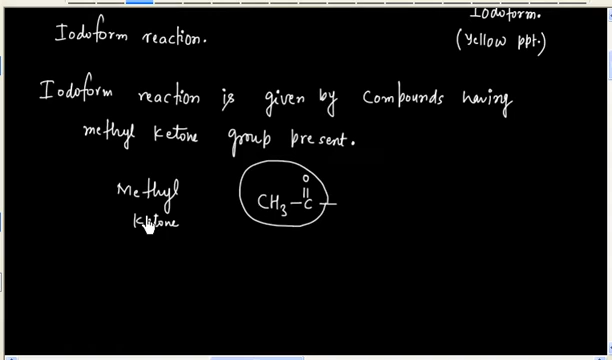 Iodoform.
Iodoform reaction.
(Yellow ppt.)
Iodoform reaction is given by compounds having
methyl ketone group present.
O
Methyl
CH3-C-
Ketone